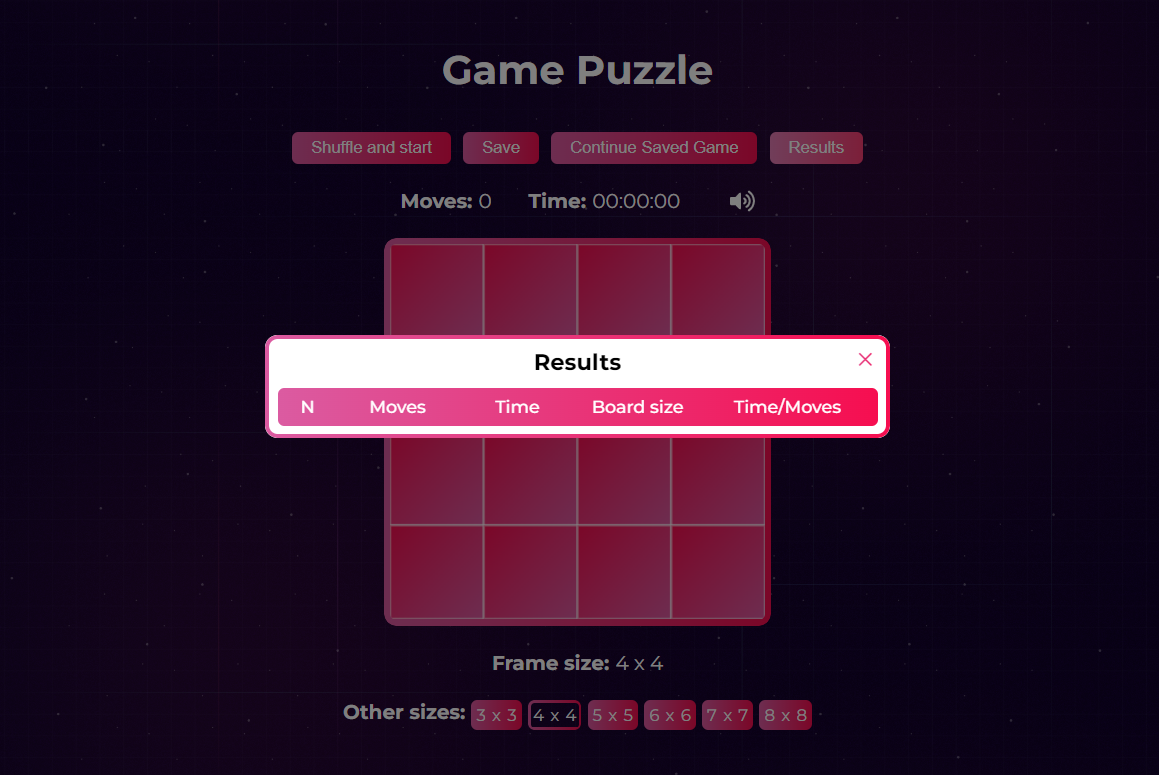 Game Puzzle
Shuffle and start Save Continue Saved Game Results
Moves: 0 Time: 00:00:00
Results
N Moves Time Board size Time/Moves
Frame size: 4 x 4
Other sizes: 3 x 3 4 x 4 5 x 5 6 x 6 7 x 7 8 x 8